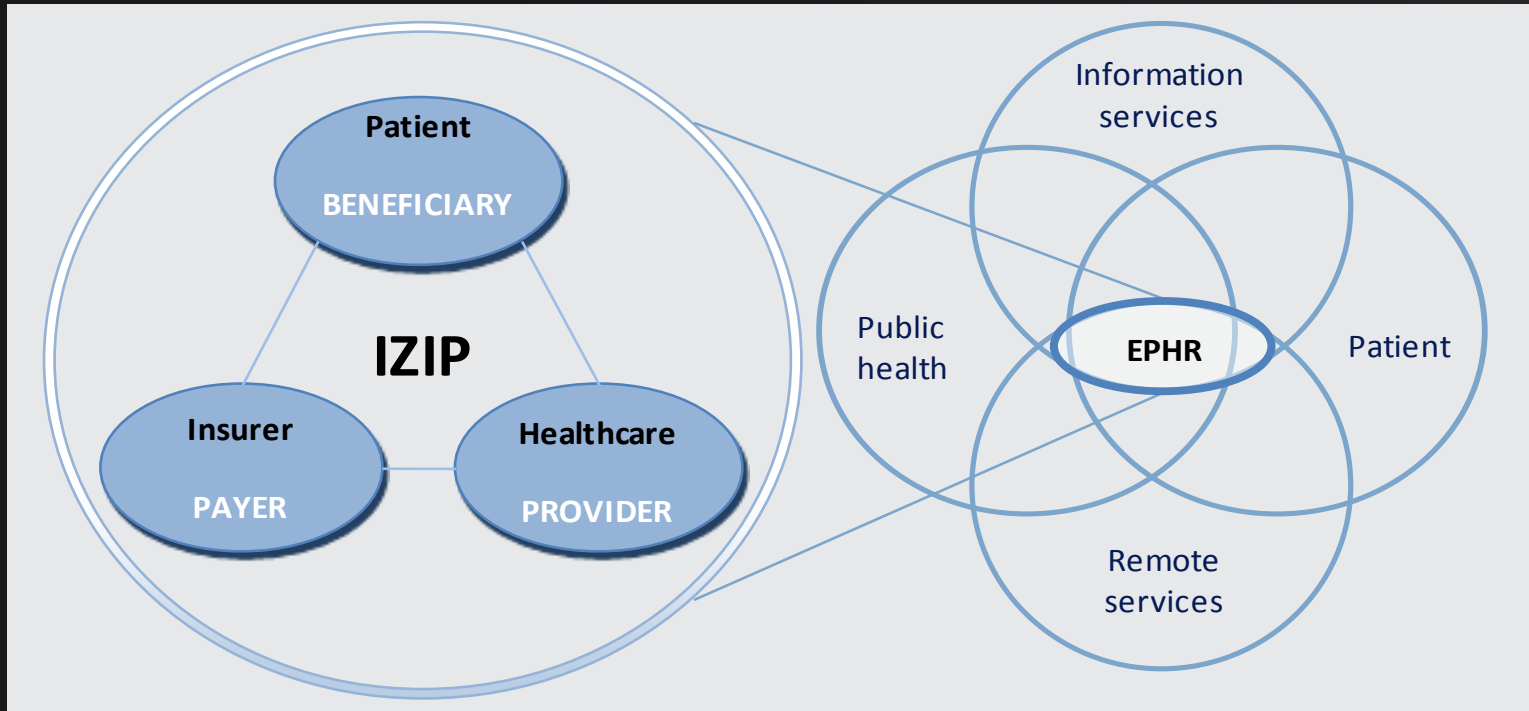 Patient
BENEFICIARY
IZIP
Insurer
PAYER
Healthcare
PROVIDER
Information
services
Public
health
EPHR
Patient
Remote
services